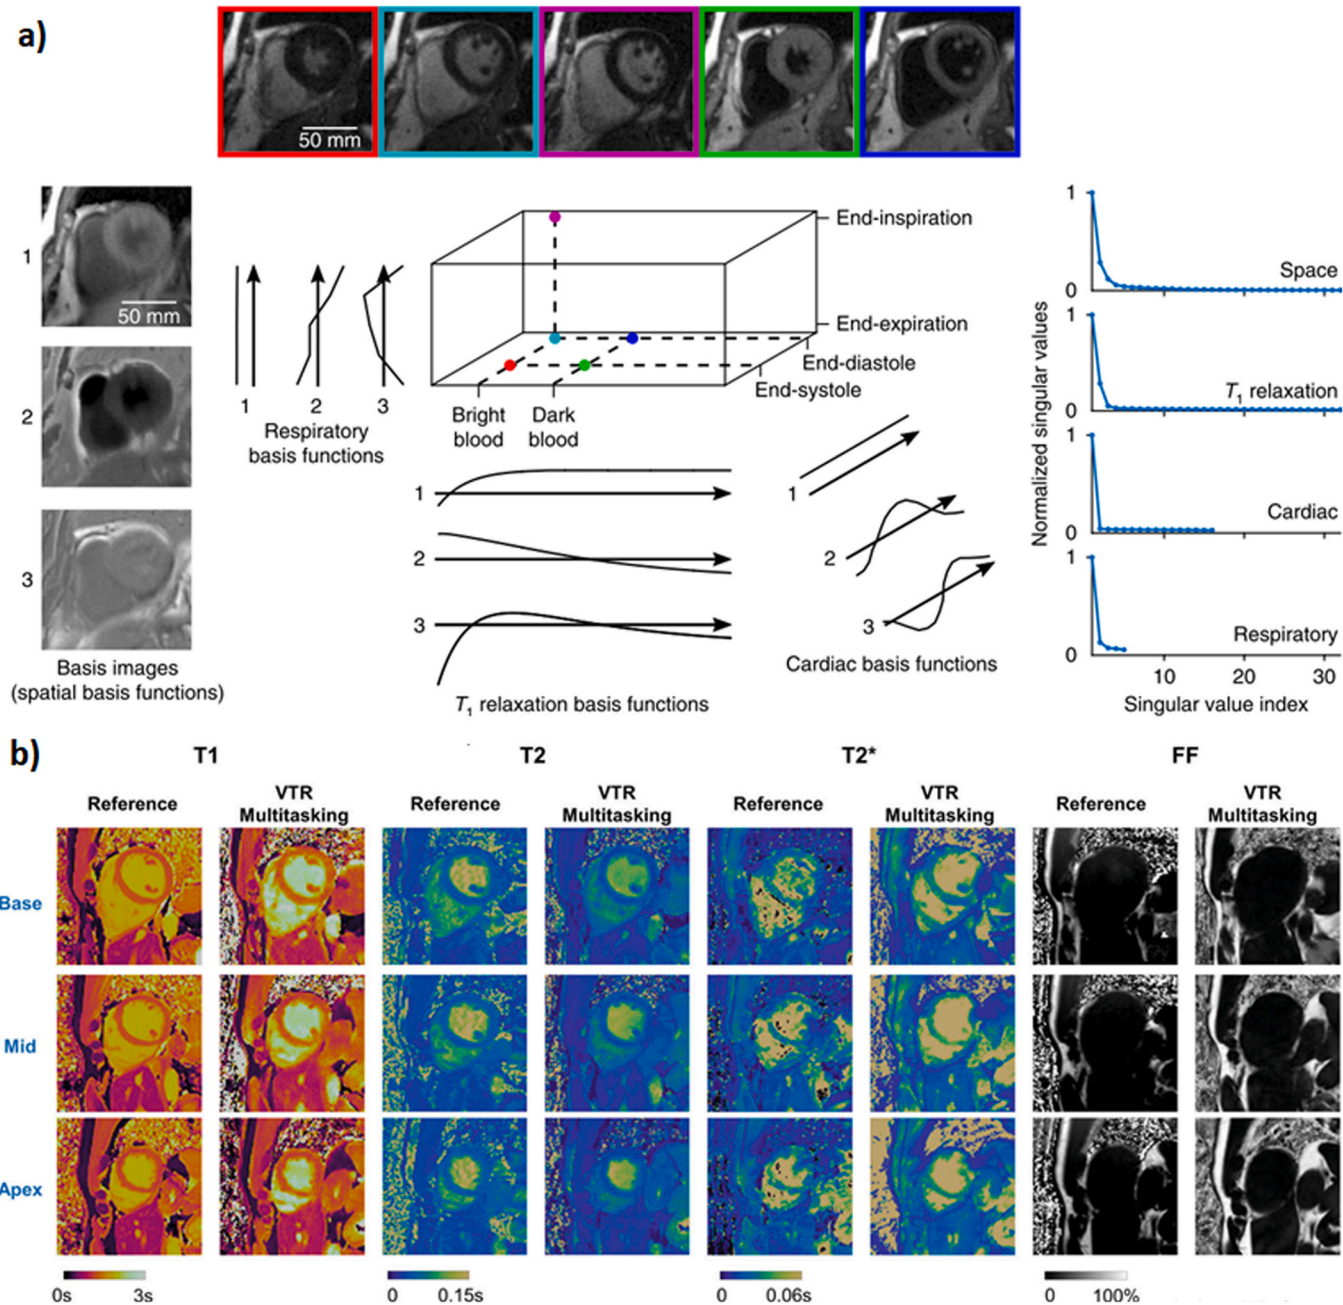 a)
50 mm
1
50 mm
2
3
Basis images
(spatial basis functions)
1 2 3
Respiratory
basis functions
End-inspiration
End-expiration
End-diastole
End-systole
Bright
blood
Dark
blood
1
2
3
T1 relaxation basis functions
1
2
3
Cardiac basis functions
Normalized singular values
1
Space
0
1
T1 relaxation
0
1
Cardiac
0
1
Respiratory
0
10 20 30
Singular value index
b)
T1 T2 T2* FF
Reference VTR Multitasking Reference VTR Multitasking Reference VTR Multitasking Reference VTR Multitasking
Base
Mid
Apex
0s 3s 0 0.15s 0 0.06s 0 100%